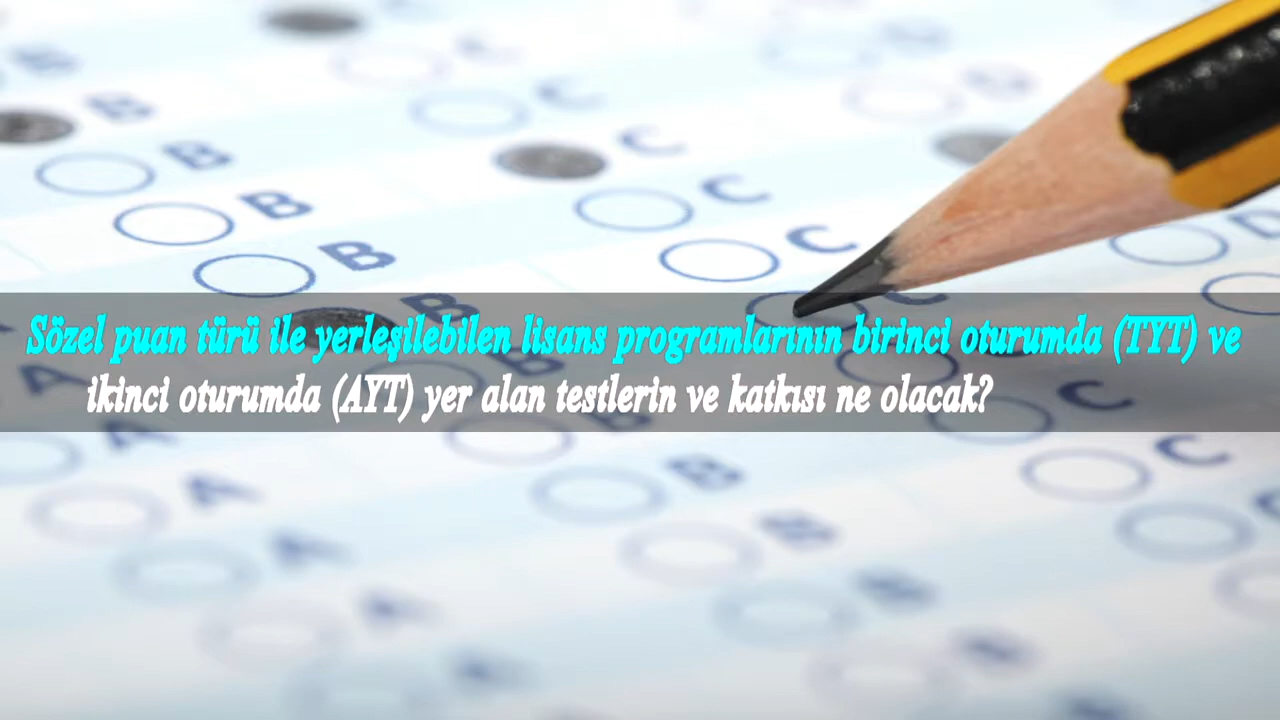 Sözel puan türü ile yerleşilebilen lisans programlarının birinci oturumda (TYT) ve
ikinci oturumda (AYT) yer alan testlerin ve katkısı ne olacak?